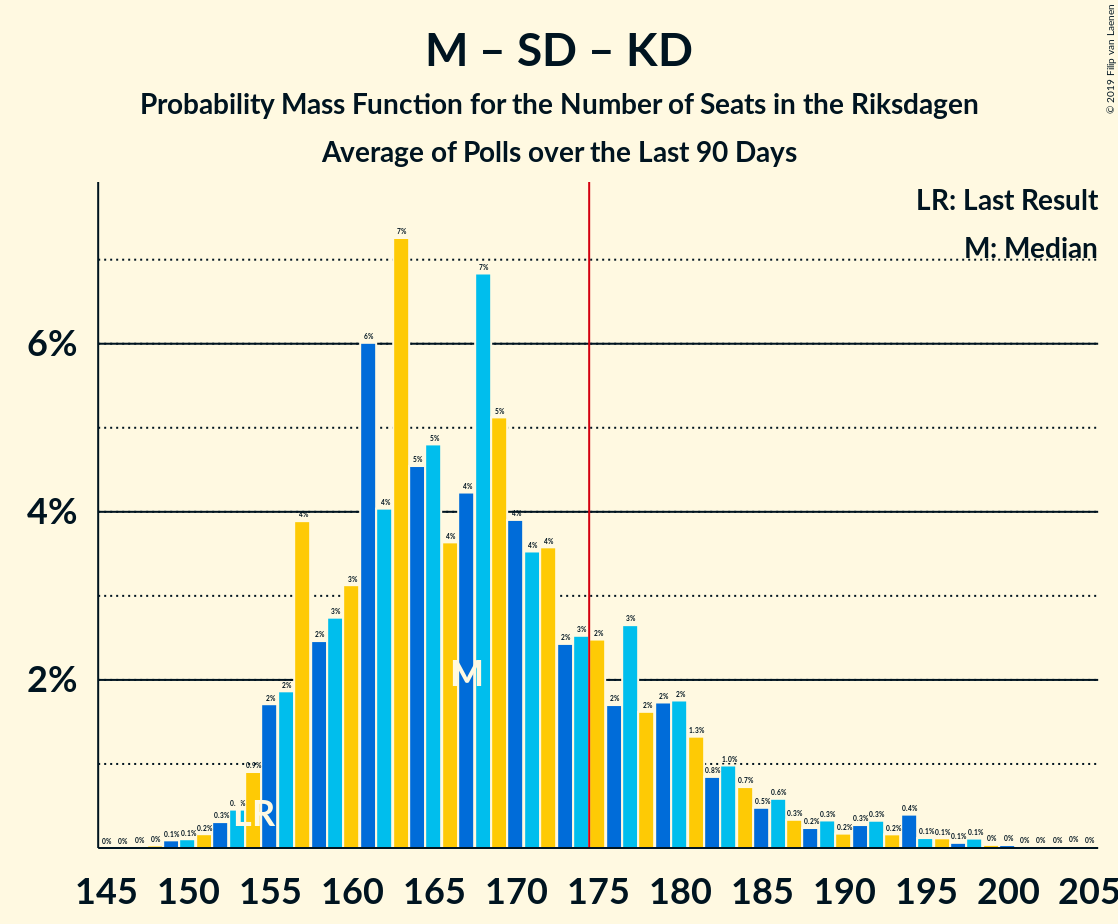 M – SD – KD
Probability Mass Function for the Number of Seats in the Riksdagen
Average of Polls over the Last 90 Days
© 2019 Filip van Laenen
LR: Last Result
M: Median
6%
4%
2%
0% 0% 0% 0% 0.1% 0.1% 0.2% 0.3% 0.9% 2% 2% 4% 2% 3% 3% 6% 4% 7% 5% 5% 4% 4% 7% 5% 4% 4% 4% 2% 3% 2% 2% 3% 2% 2% 2% 1.3% 0.8% 1.0% 0.7% 0.5% 0.6% 0.3% 0.2% 0.3% 0.2% 0.3% 0.3% 0.2% 0.4% 0.1% 0.1% 0.1% 0.1% 0% 0% 0% 0% 0% 0% 0%
M
LR
145 150 155 160 165 170 175 180 185 190 195 200 205